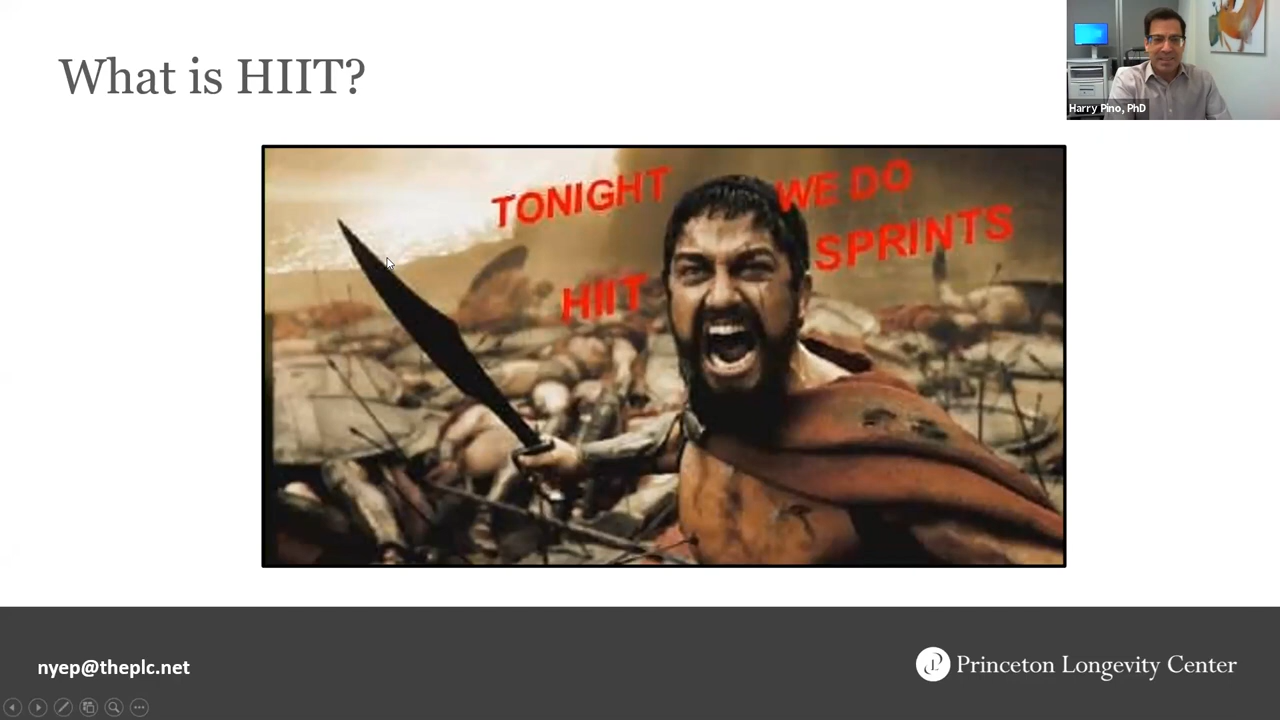 What is HIIT?
Harry Pino, PhD
TONIGHT WE DO
HIIT SPRINTS
nyep@theplc.net
Princeton Longevity Center